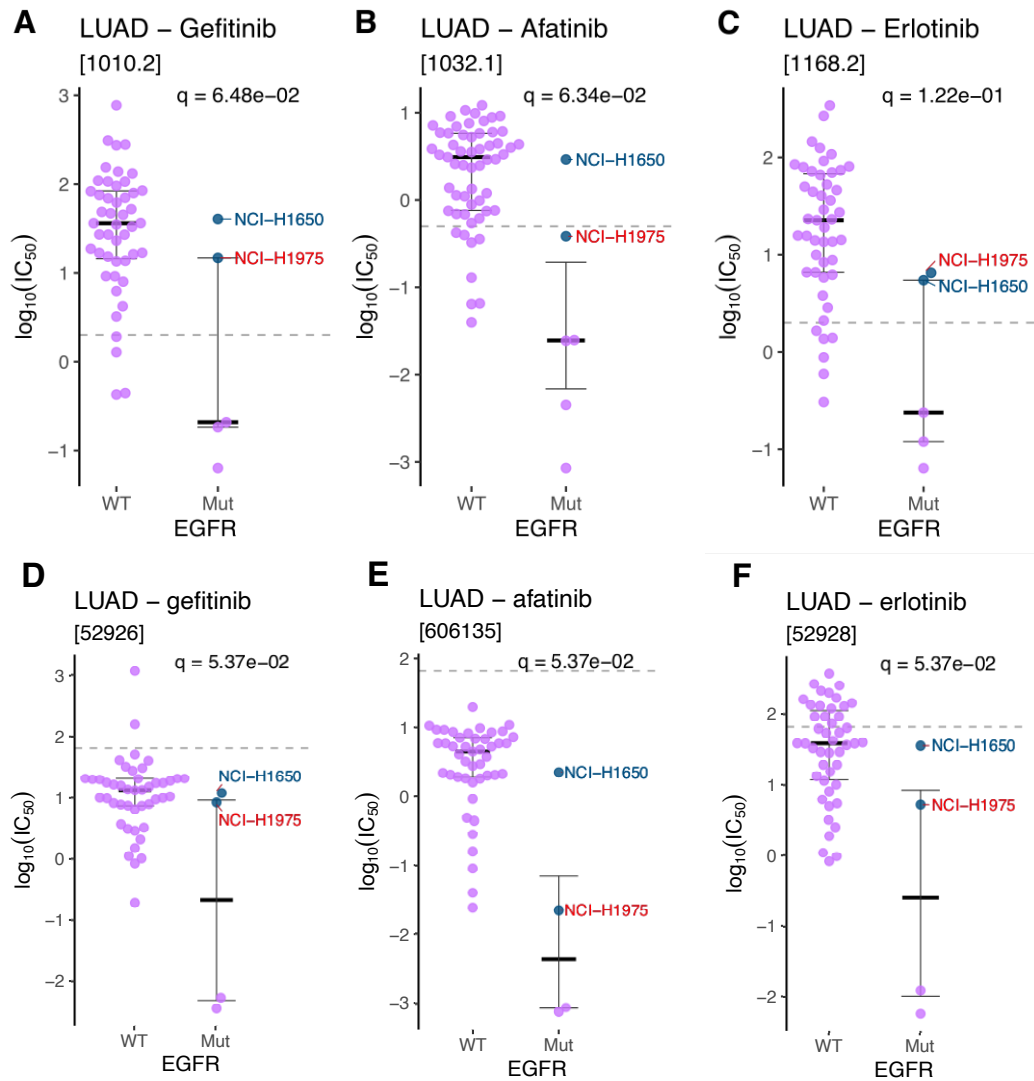 A
LUAD – Gefitinib
[1010.2]
q = 6.48e−02
3
2
1
0
−1
log10(IC50)
NCI−H1650
NCI−H1975
WT
Mut
EGFR
B
LUAD – Afatinib
[1032.1]
q = 6.34e−02
1
0
−1
−2
−3
log10(IC50)
NCI−H1650
NCI−H1975
WT
Mut
EGFR
C
LUAD – Erlotinib
[1168.2]
q = 1.22e−01
2
1
0
−1
log10(IC50)
NCI−H1975
NCI−H1650
WT
Mut
EGFR
D
LUAD – gefitinib
[52926]
q = 5.37e−02
3
2
1
0
−1
−2
log10(IC50)
NCI−H1650
NCI−H1975
WT
Mut
EGFR
E
LUAD – afatinib
[606135]
q = 5.37e−02
2
1
0
−1
−2
−3
log10(IC50)
NCI−H1650
NCI−H1975
WT
Mut
EGFR
F
LUAD – erlotinib
[52928]
q = 5.37e−02
2
1
0
−1
−2
log10(IC50)
NCI−H1650
NCI−H1975
WT
Mut
EGFR